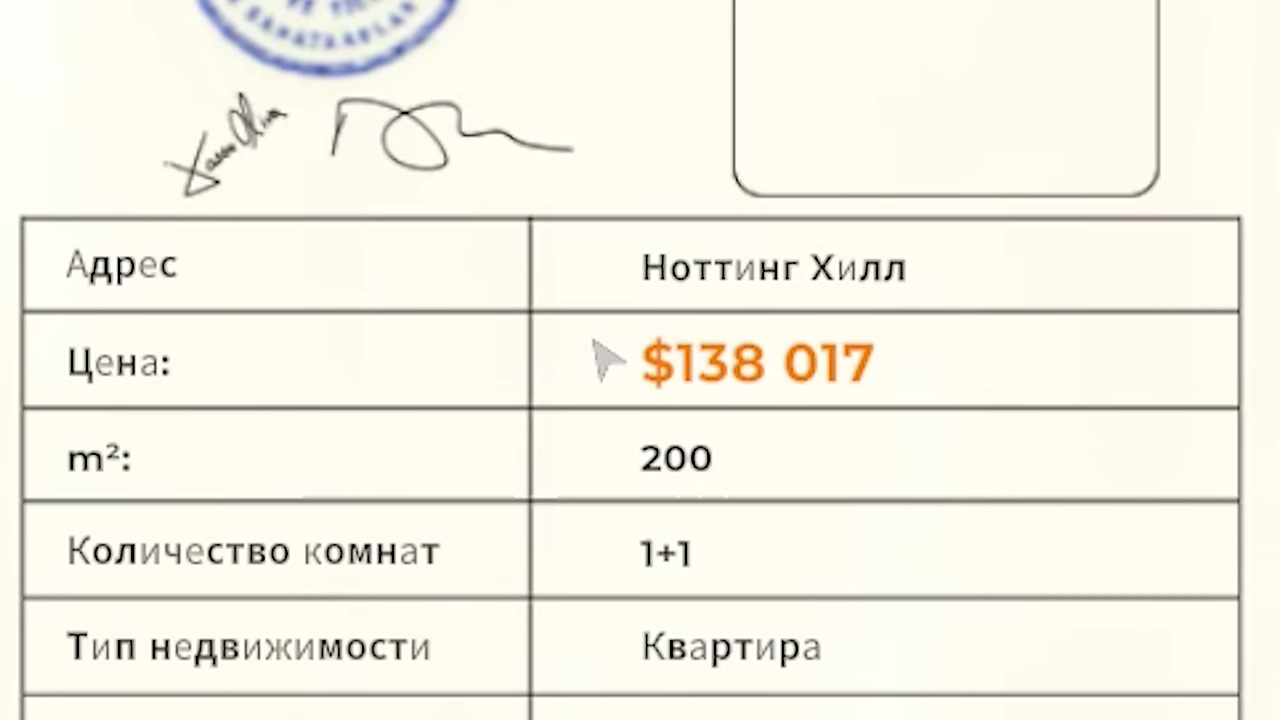 Адрес Ноттинг Хилл
Цена: $138 017
m²: 200
Количество комнат 1+1
Тип недвижимости Квартира